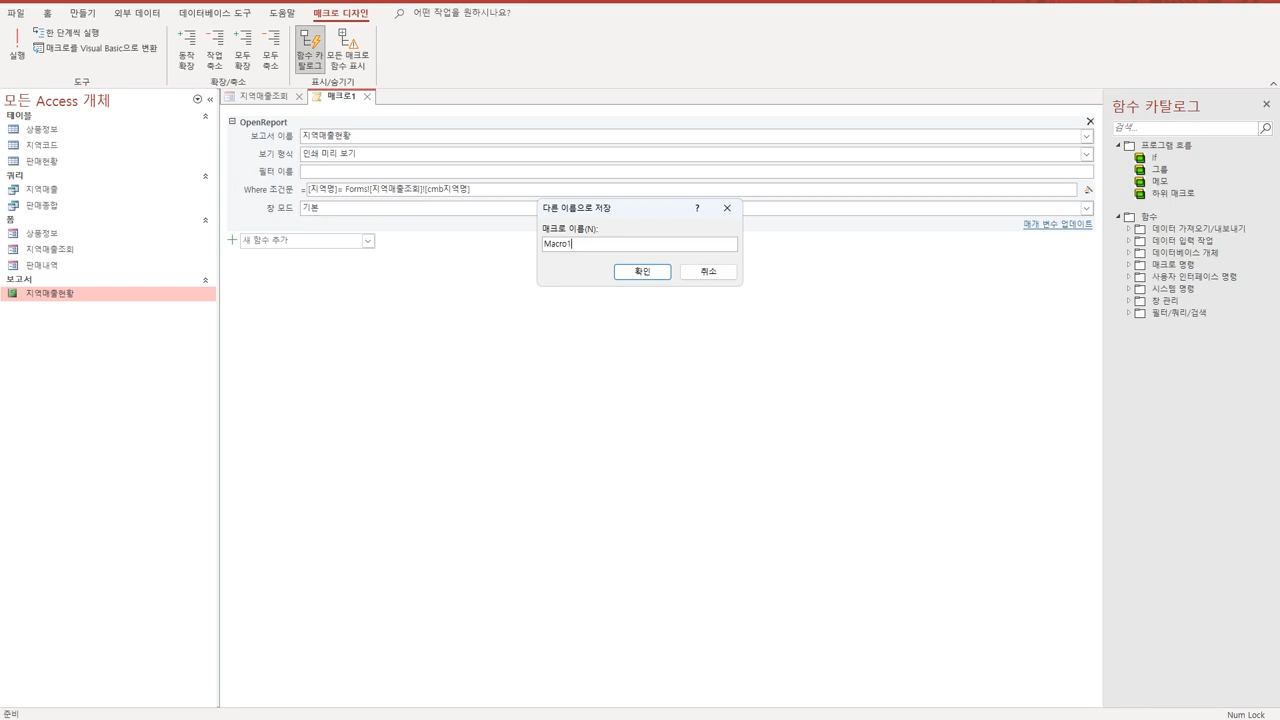 파일 홈 만들기 외부 데이터 데이터베이스 도구 도움말 매크로 디자인 어떤 작업을 원하시나요?
실행
한 단계씩 실행
매크로를 Visual Basic으로 변환
도구
동작 확장
작업 축소
모두 확장
모두 축소
확장/축소
함수 카탈로그
모든 매크로 함수 표시
표시/숨기기
모든 Access 개체
테이블
상품정보
지역코드
판매현황
쿼리
지역매출
판매종합
폼
상품정보
지역매출조회
판매내역
보고서
지역매출현황
지역매출조회 매크로1
OpenReport
보고서 이름 지역매출현황
보기 형식 인쇄 미리 보기
필터 이름
Where 조건문 =[지역명]= Forms![지역매출조회]![cmb지역명]
창 모드 기본
매개 변수 업데이트
새 함수 추가
다른 이름으로 저장 ?
매크로 이름(N):
Macro1
확인 취소
함수 카탈로그
검색...
프로그램 흐름
If
그룹
메모
하위 매크로
함수
데이터 가져오기/내보내기
데이터 입력 작업
데이터베이스 개체
매크로 명령
사용자 인터페이스 명령
시스템 명령
창 관리
필터/쿼리/검색
준비 Num Lock